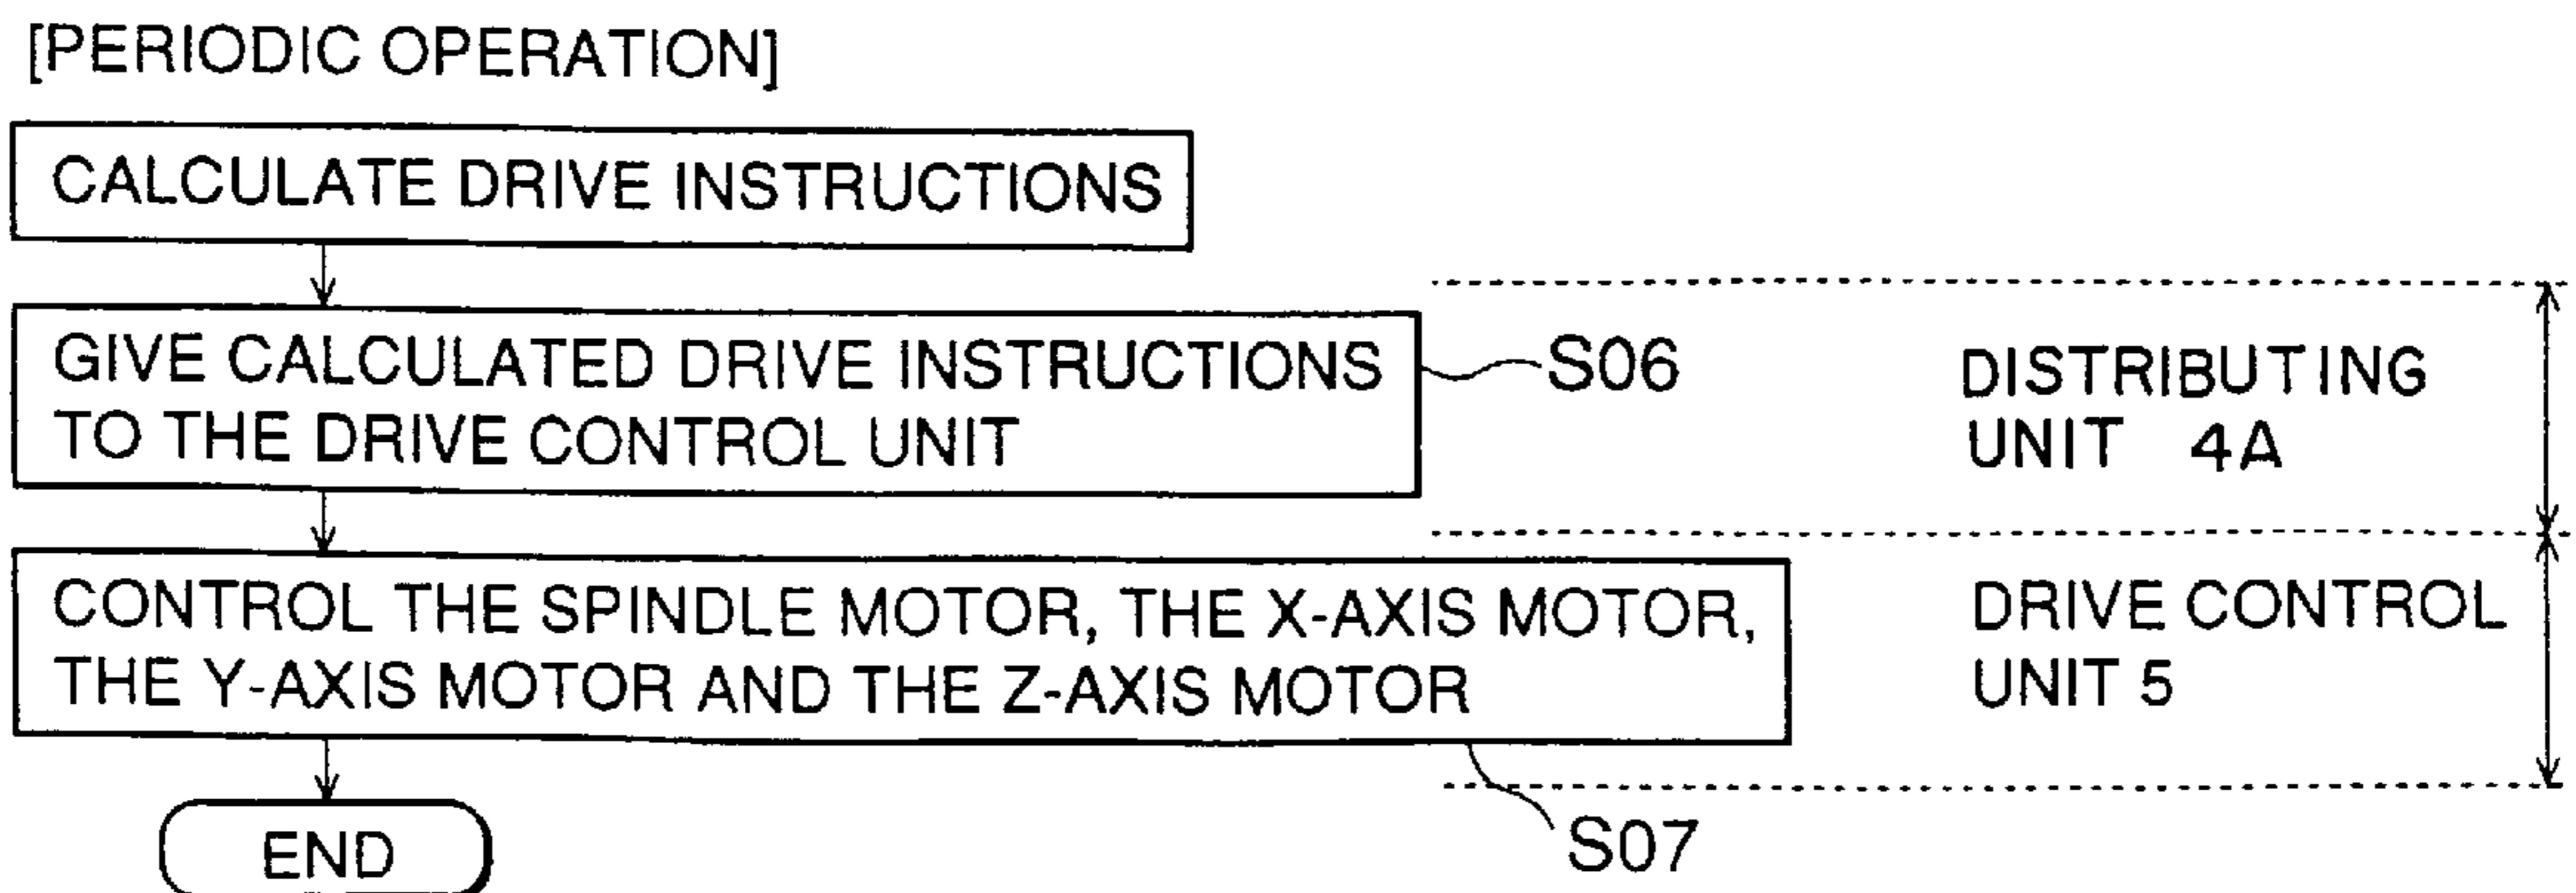 [PERIODIC OPERATION]
CALCULATE DRIVE INSTRUCTIONS
GIVE CALCULATED DRIVE INSTRUCTIONS
TO THE DRIVE CONTROL UNIT
S06
DISTRIBUTING
UNIT 4A
CONTROL THE SPINDLE MOTOR, THE X-AXIS MOTOR,
THE Y-AXIS MOTOR AND THE Z-AXIS MOTOR
DRIVE CONTROL
UNIT 5
S07
END